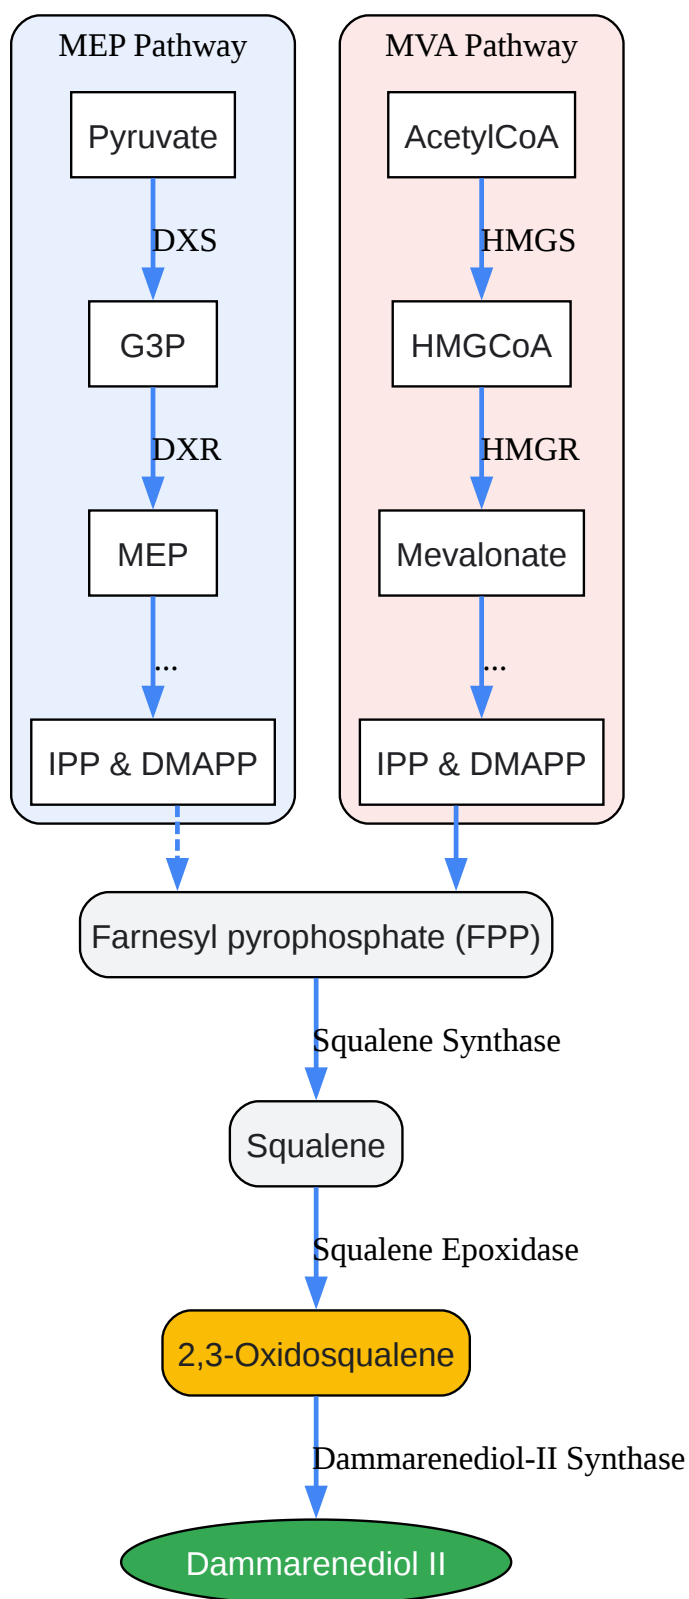 MEP Pathway
Pyruvate
DXS
G3P
DXR
MEP
...
IPP & DMAPP
MVA Pathway
AcetylCoA
HMGS
HMGCoA
HMGR
Mevalonate
...
IPP & DMAPP
Farnesyl pyrophosphate (FPP)
Squalene Synthase
Squalene
Squalene Epoxidase
2,3-Oxidosqualene
Dammarenediol-II Synthase
Dammarenediol II